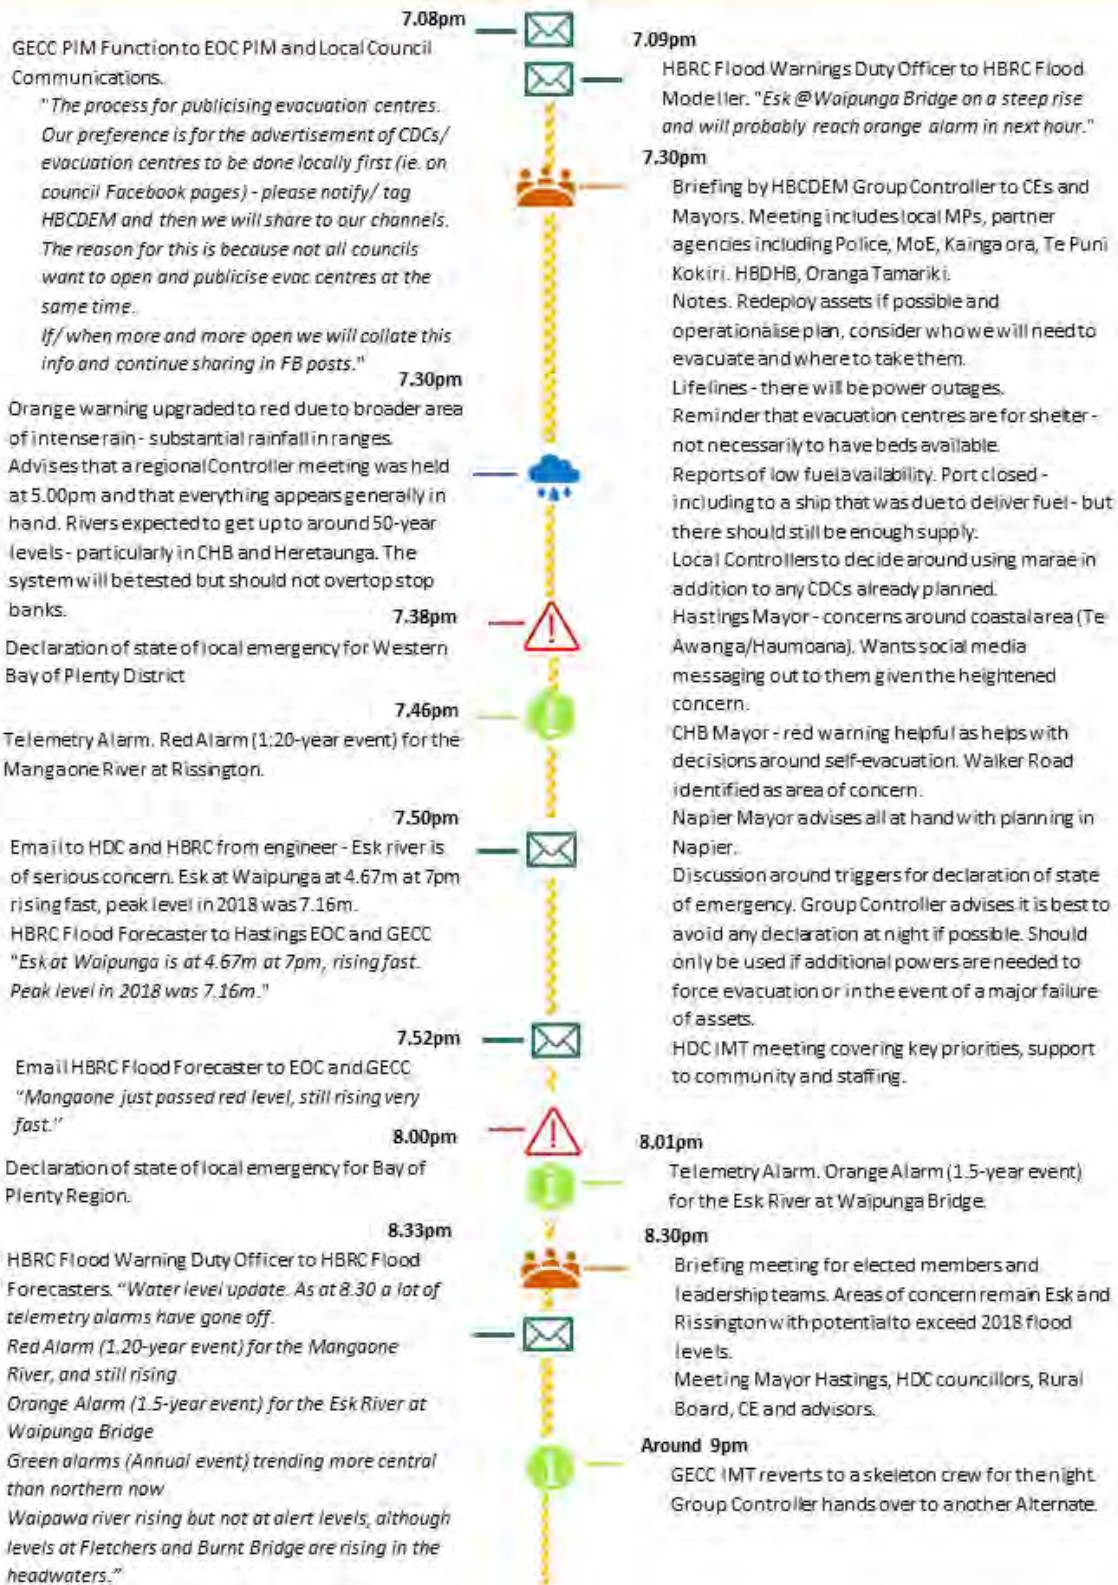 7.08pm
GECC PIM Function to EOC PIM and Local Council
Communications.
"The process for publicising evacuation centres.
Our preference is for the advertisement of CDCs/
evacuation centres to be done locally first (ie. on
council Facebook pages) - please notify/ tag
HBCDEM and then we will share to our channels.
The reason for this is because not all councils
want to open and publicise evac centres at the
same time.
If/ when more and more open we will collate this
info and continue sharing in FB posts."
7.09pm
HBRC Flood Warnings Duty Officer to HBRC Flood
Modeller. "Esk @ Waipunga Bridge on a steep rise
and will probably reach orange alarm in next hour."
7.30pm
Briefing by HBCDEM Group Controller to CEs and
Mayors. Meeting includes local MPs, partner
agencies including Police, MoE, Kainga ora, Te Puni
Kokiri. HBDHB, Oranga Tamariki.
Notes. Redeploy assets if possible and
operationalise plan, consider who we will need to
evacuate and where to take them.
Lifelines - there will be power outages.
Reminder that evacuation centres are for shelter -
not necessarily to have beds available.
Reports of low fuel availability. Port closed -
including to a ship that was due to deliver fuel - but
there should still be enough supply.
Local Controllers to decide around using marae in
addition to any CDCs already planned.
Hastings Mayor - concerns around coastal area (Te
Awanga/Haumoana). Wants social media
messaging out to them given the heightened
concern.
CHB Mayor - red warning helpful as helps with
decisions around self-evacuation. Walker Road
identified as area of concern.
Napier Mayor advises all at hand with planning in
Napier.
Discussion around triggers for declaration of state
of emergency. Group Controller advises it is best to
avoid any declaration at night if possible. Should
only be used if additional powers are needed to
force evacuation or in the event of a major failure
of assets.
HDC IMT meeting covering key priorities, support
to community and staffing.
7.30pm
Orange warning upgraded to red due to broader area
of intense rain - substantial rainfall in ranges.
Advises that a regional Controller meeting was held
at 5.00pm and that everything appears generally in
hand. Rivers expected to get up to around 50-year
levels - particularly in CHB and Heretaunga. The
system will be tested but should not overtop stop
banks.
7.38pm
Declaration of state of local emergency for Western
Bay of Plenty District
7.46pm
Telemetry Alarm. Red Alarm (1:20-year event) for the
Mangaone River at Rissington.
7.50pm
Email to HDC and HBRC from engineer - Esk river is
of serious concern. Esk at Waipunga at 4.67m at 7pm
rising fast, peak level in 2018 was 7.16m.
HBRC Flood Forecaster to Hastings EOC and GECC
"Esk at Waipunga is at 4.67m at 7pm, rising fast.
Peak level in 2018 was 7.16m."
7.52pm
Email HBRC Flood Forecaster to EOC and GECC
"Mangaone just passed red level, still rising very
fast."
8.00pm
Declaration of state of local emergency for Bay of
Plenty Region.
8.01pm
Telemetry Alarm. Orange Alarm (1.5-year event)
for the Esk River at Waipunga Bridge.
8.30pm
Briefing meeting for elected members and
leadership teams. Areas of concern remain Esk and
Rissington with potential to exceed 2018 flood
levels.
Meeting Mayor Hastings, HDC councillors, Rural
Board, CE and advisors.
8.33pm
HBRC Flood Warning Duty Officer to HBRC Flood
Forecasters. "Water level update. As at 8.30 a lot of
telemetry alarms have gone off.
Red Alarm (1.20-year event) for the Mangaone
River, and still rising
Orange Alarm (1.5-year event) for the Esk River at
Waipunga Bridge
Green alarms (Annual event) trending more central
than northern now
Waipawa river rising but not at alert levels, although
levels at Fletchers and Burnt Bridge are rising in the
headwaters."
Around 9pm
GECC IMT reverts to a skeleton crew for the night.
Group Controller hands over to another Alternate.